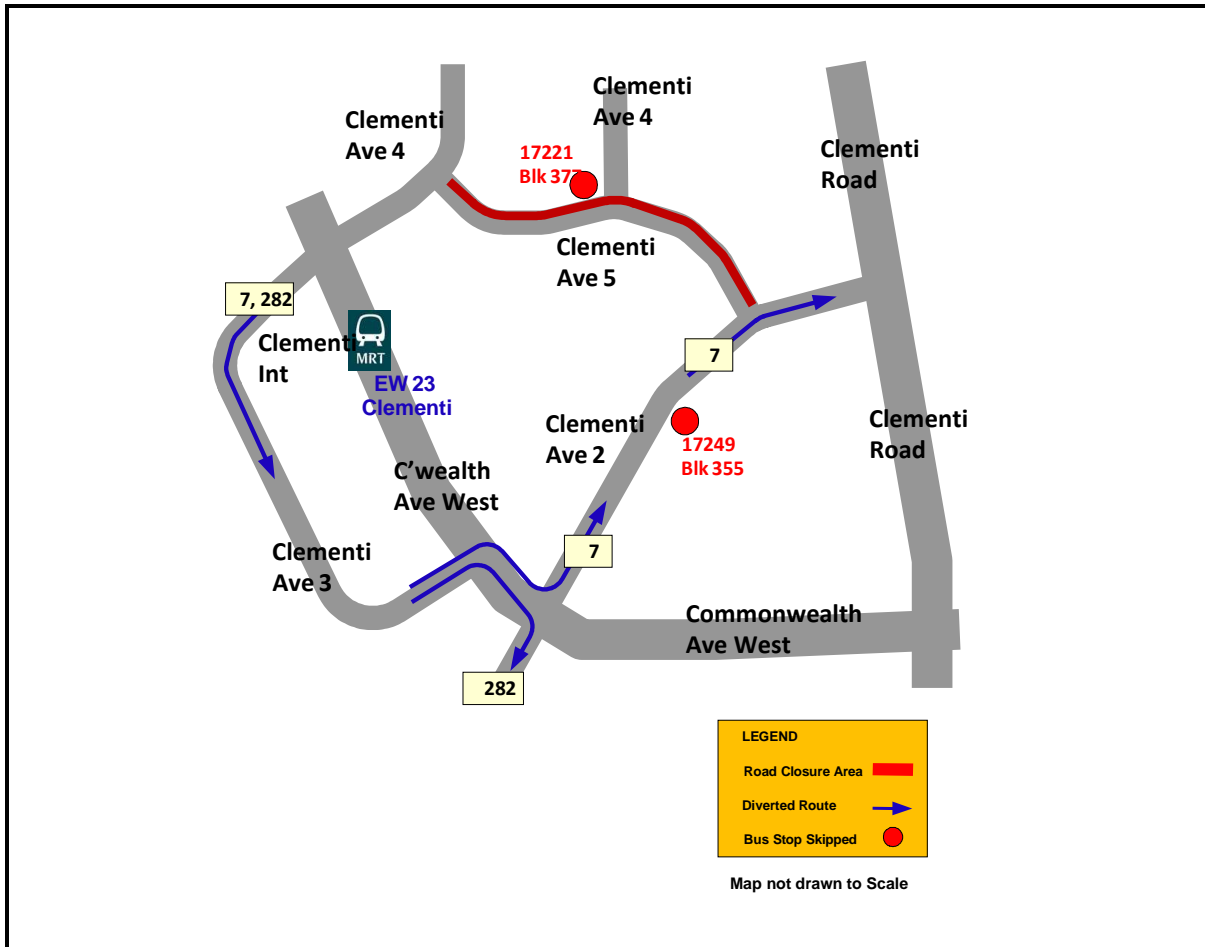 Clementi
Ave 4
Clementi
Ave 4
17221
Blk 377
Clementi
Road
Clementi
Ave 5
7, 282
Clementi
Int
MRT
EW 23
Clementi
7
Clementi
Ave 2
17249
Blk 355
Clementi
Road
C’wealth
Ave West
7
Clementi
Ave 3
Commonwealth
Ave West
282
LEGEND
Road Closure Area
Diverted Route
Bus Stop Skipped
Map not drawn to Scale